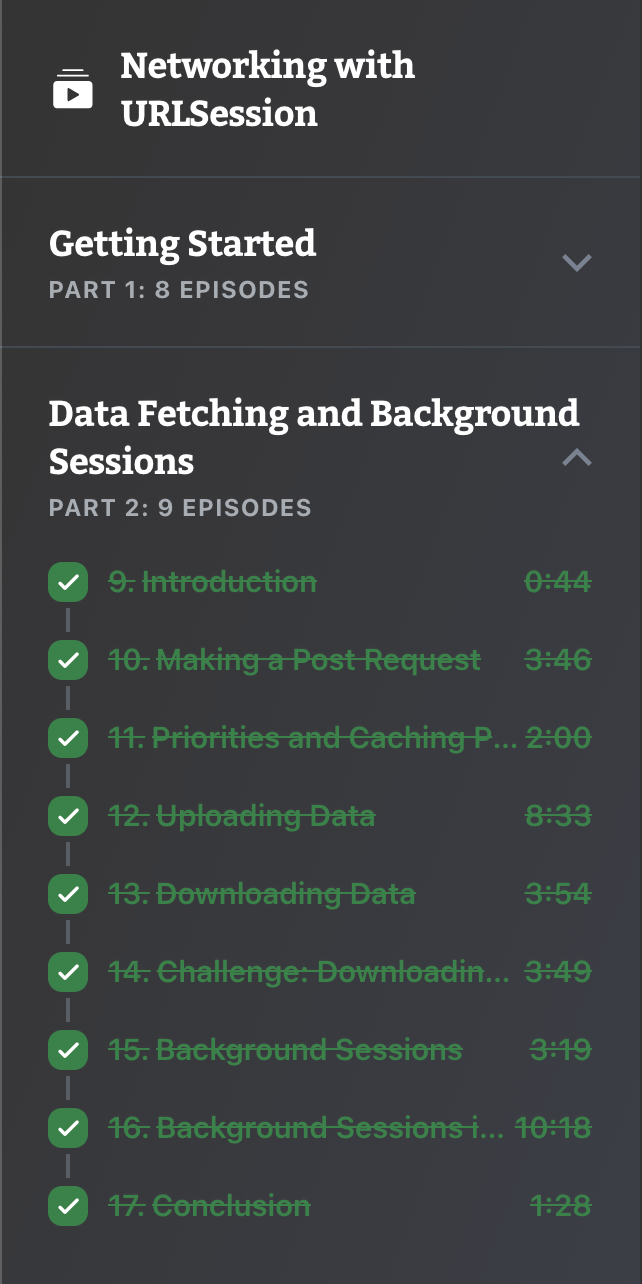 Networking with
URLSession
Getting Started
PART 1: 8 EPISODES
Data Fetching and Background
Sessions
PART 2: 9 EPISODES
9. Introduction 0:44
10. Making a Post Request 3:46
11. Priorities and Caching P... 2:00
12. Uploading Data 8:33
13. Downloading Data 3:54
14. Challenge: Downloadin... 3:49
15. Background Sessions 3:19
16. Background Sessions i... 10:18
17. Conclusion 1:28